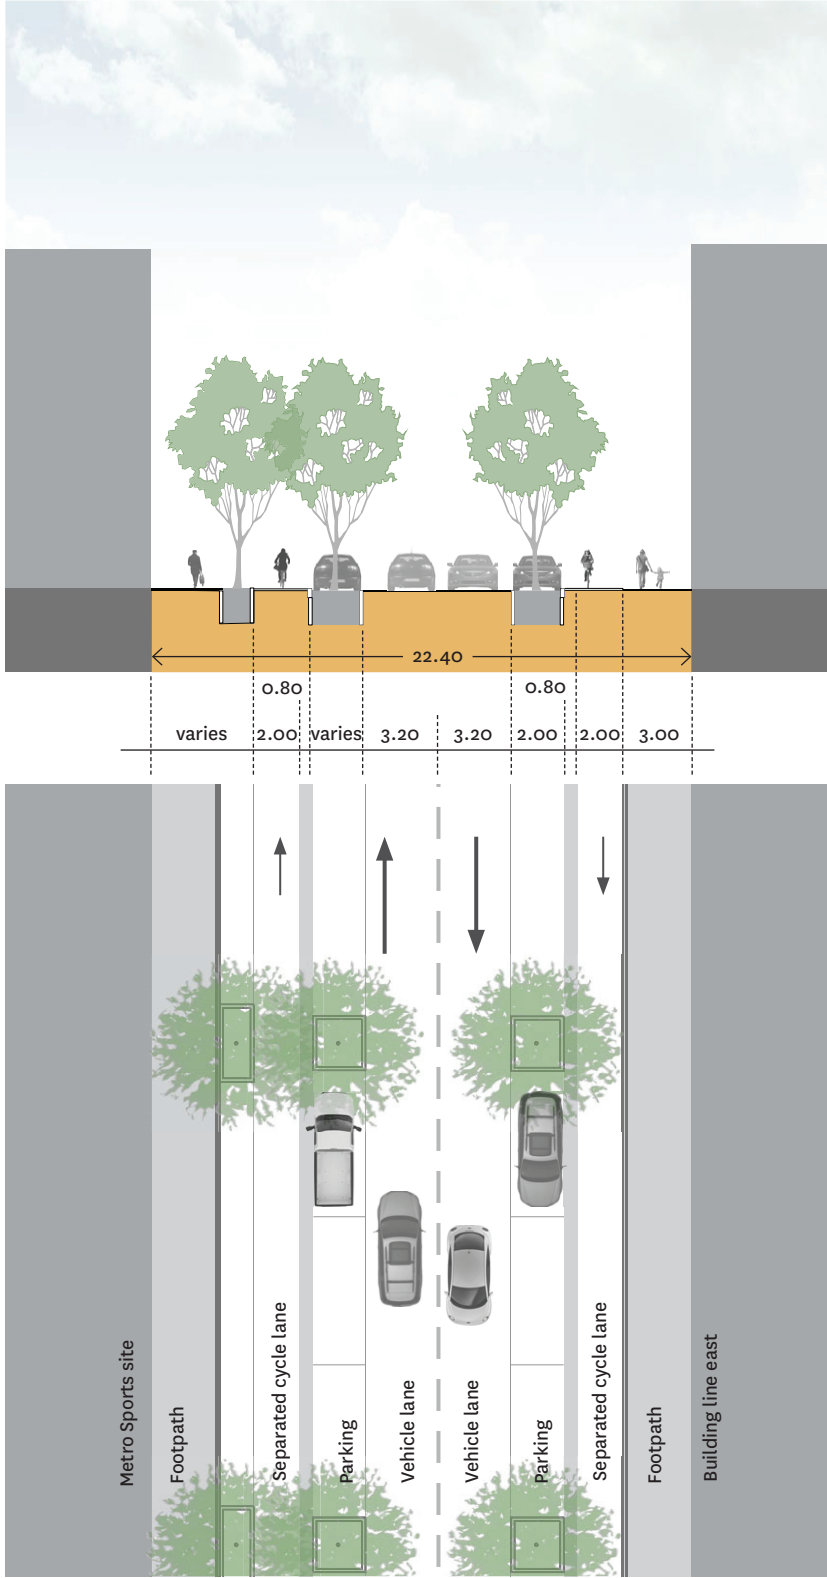 22.40
0.80 0.80
varies 2.00 varies 3.20 3.20 2.00 2.00 3.00
Metro Sports site
Footpath
Separated cycle lane
Parking
Vehicle lane
Vehicle lane
Parking
Separated cycle lane
Footpath
Building line east